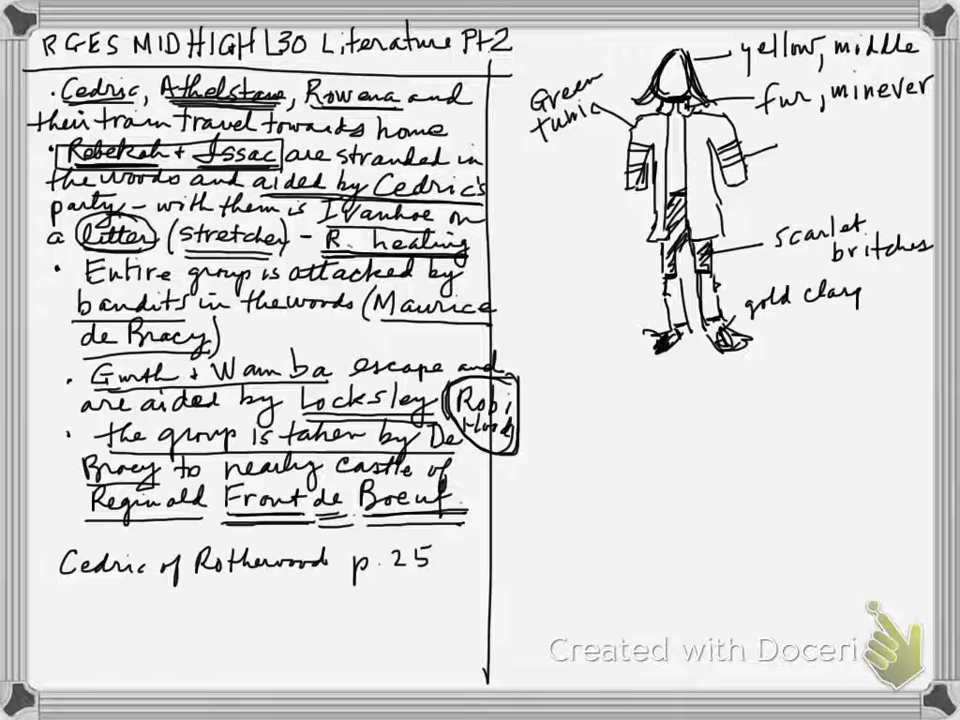 RGES MIDHIGH L30 Literature Pt2
· Cedric, Athelstane, Rowena and
their train travel towards home
· Rebekah + Issac are stranded in
the woods and aided by Cedric's
party – with them is Ivanhoe on
a litter (stretcher) – R. healing
· Entire group is attacked by
bandits in the woods (Maurice
de Bracy)
· Gurth + Wamba escape and
are aided by Locksley (Robi
Hood
· the group is taken by De
Bracy to nearly castle of
Reginald Front de Boeuf.
Cedric of Rotherwood p. 25
yellow, middle
fur, minever
Green
tunic
scarlet
britches
gold clasp
Created with Doceri